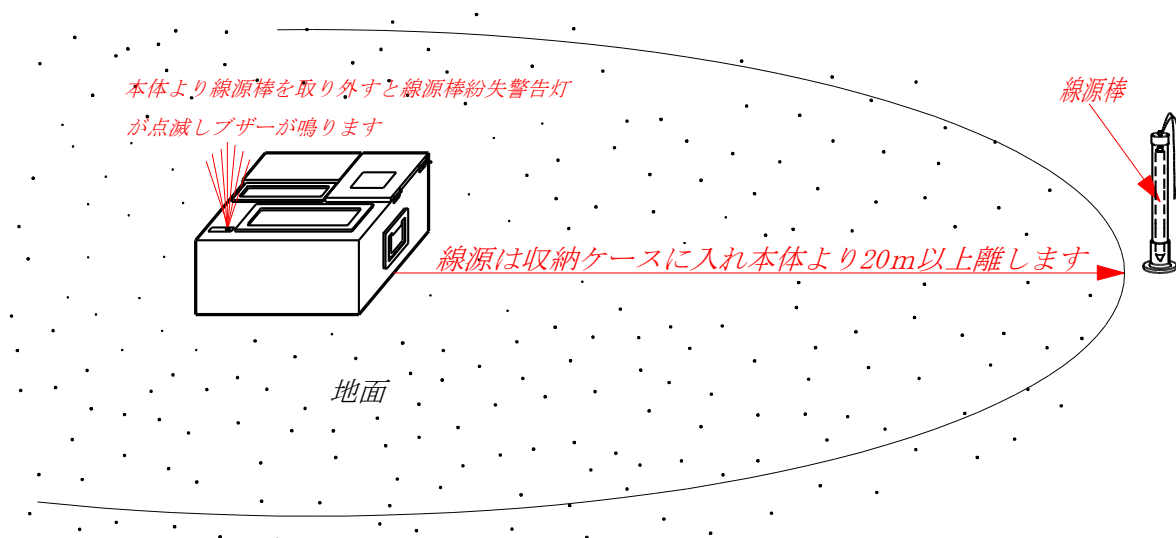 本体より線源棒を取り外すと線源棒紛失警告灯
が点滅しブザーが鳴ります
線源棒
線源は収納ケースに入れ本体より20m以上離します
地面